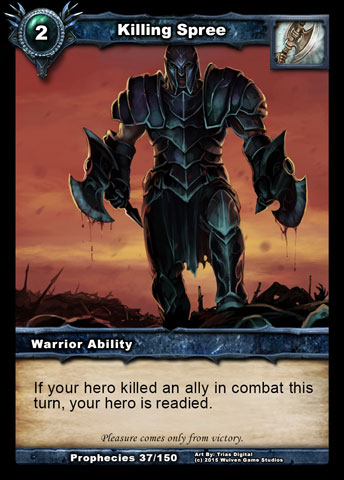 2
Killing Spree
Warrior Ability
If your hero killed an ally in combat this
turn, your hero is readied.
Pleasure comes only from victory.
Prophecies 37/150
Art By: Trias Digital
(c) 2015 Wulven Game Studios